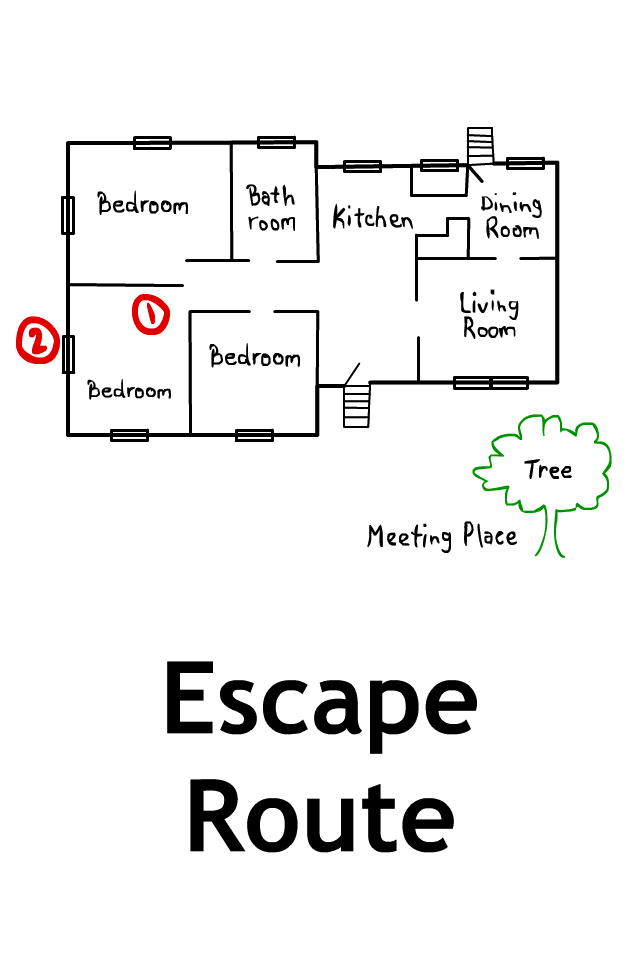 Bedroom
Bath
room
Kitchen
Dining
Room
1
2
Living
Room
Bedroom
Bedroom
Tree
Meeting Place
Escape
Route